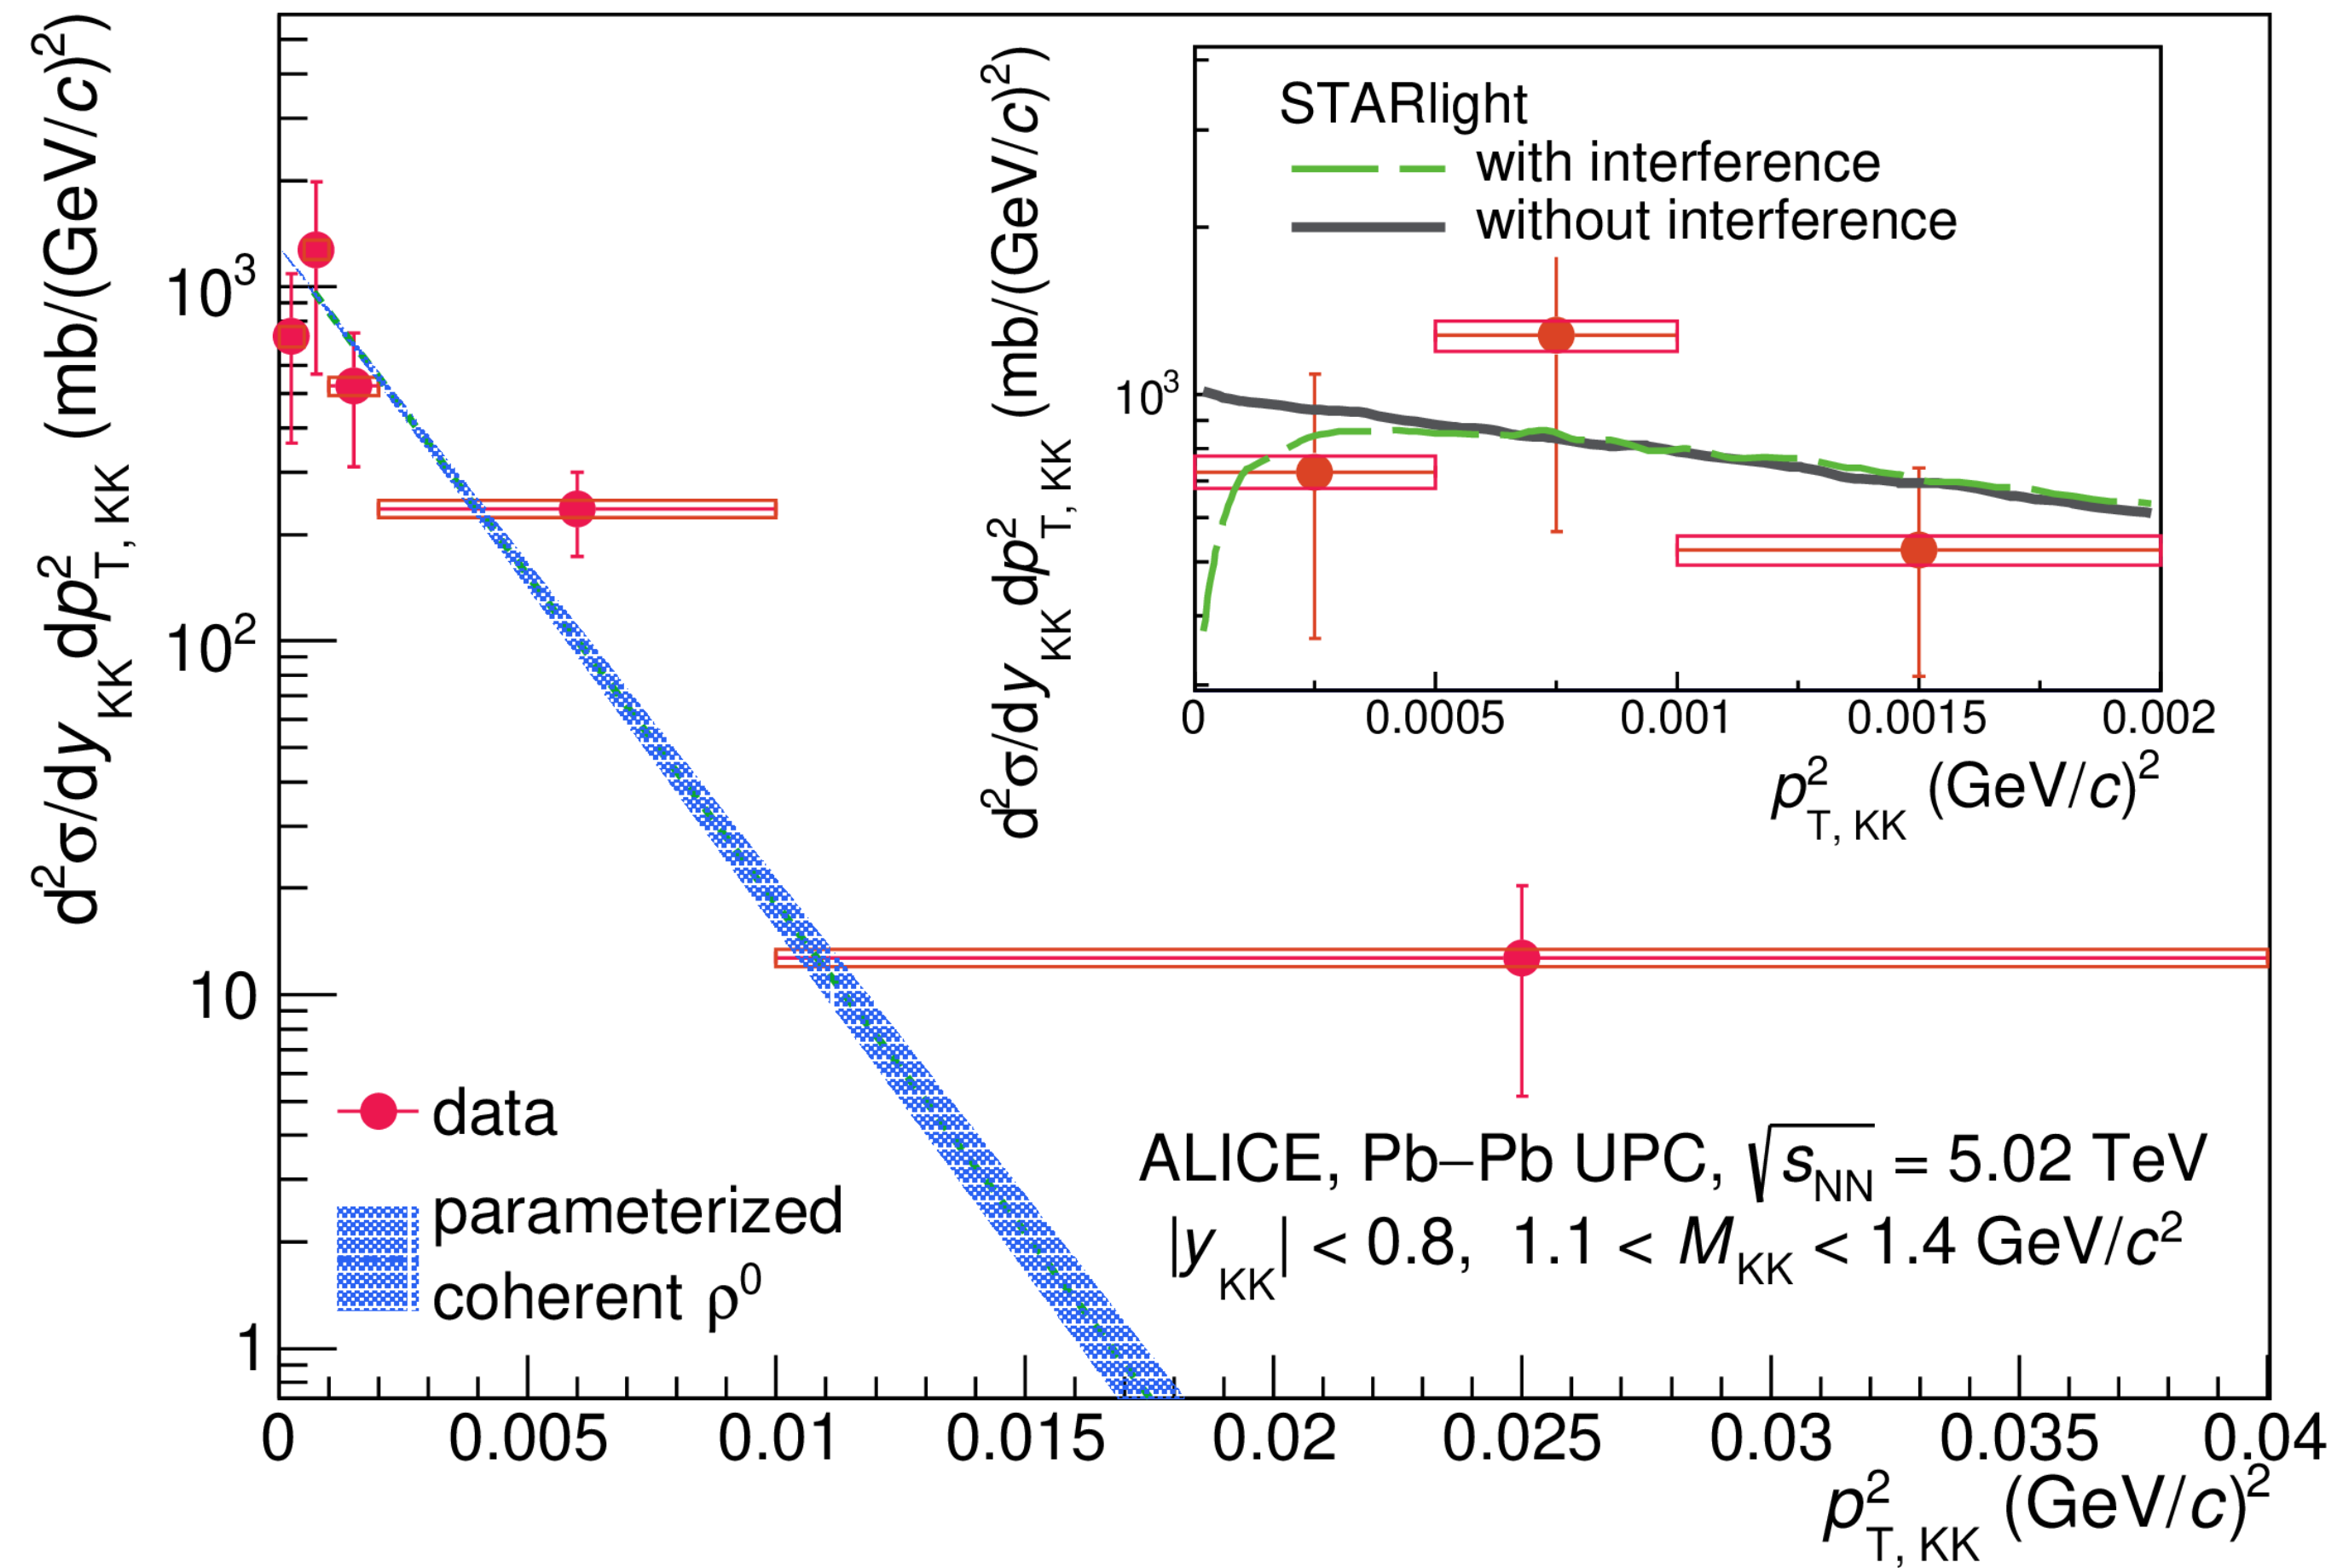 d²σ/dy_KK dp²_T, KK (mb/(GeV/c)²)
10³
10²
10
1
0 0.005 0.01 0.015 0.02 0.025 0.03 0.035 0.04
p²_T, KK (GeV/c)²
data
parameterized
coherent ρ⁰
ALICE, Pb–Pb UPC, √s_NN = 5.02 TeV
|y_KK| < 0.8, 1.1 < M_KK < 1.4 GeV/c²
d²σ/dy_KK dp²_T, KK (mb/(GeV/c)²)
STARlight
with interference
without interference
10³
0 0.0005 0.001 0.0015 0.002
p²_T, KK (GeV/c)²